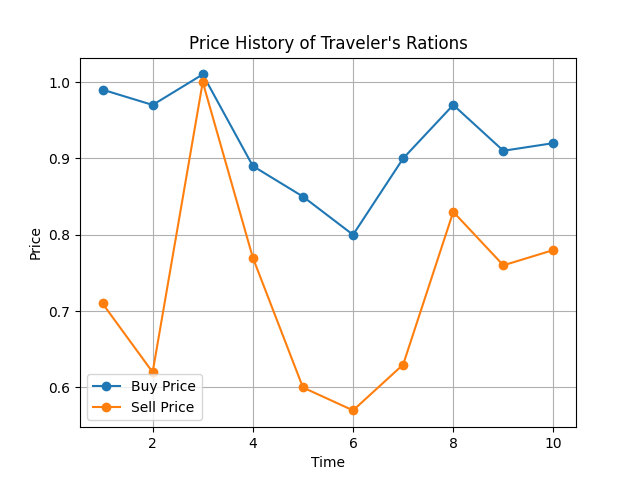 Price History of Traveler's Rations
1.0
0.9
0.8
0.7
0.6
Price
Buy Price
Sell Price
2 4 6 8 10
Time